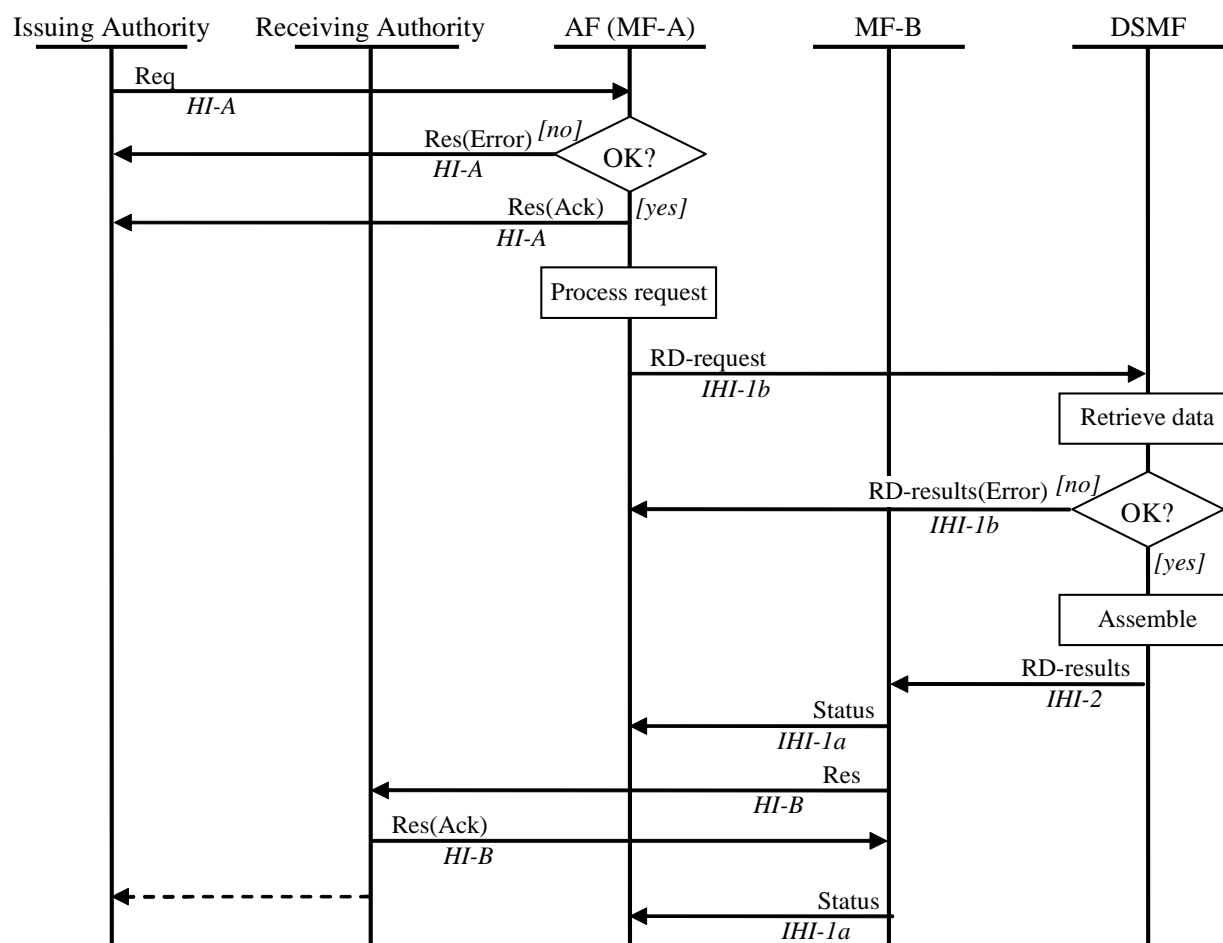 Issuing Authority
Receiving Authority
AF (MF-A)
MF-B
DSMF
Req
HI-A
Res(Error)
[no]
HI-A
OK?
Res(Ack)
[yes]
HI-A
Process request
RD-request
IHI-1b
Retrieve data
RD-results(Error)
[no]
IHI-1b
OK?
[yes]
Assemble
RD-results
IHI-2
Status
IHI-1a
Res
HI-B
Res(Ack)
HI-B
Status
IHI-1a